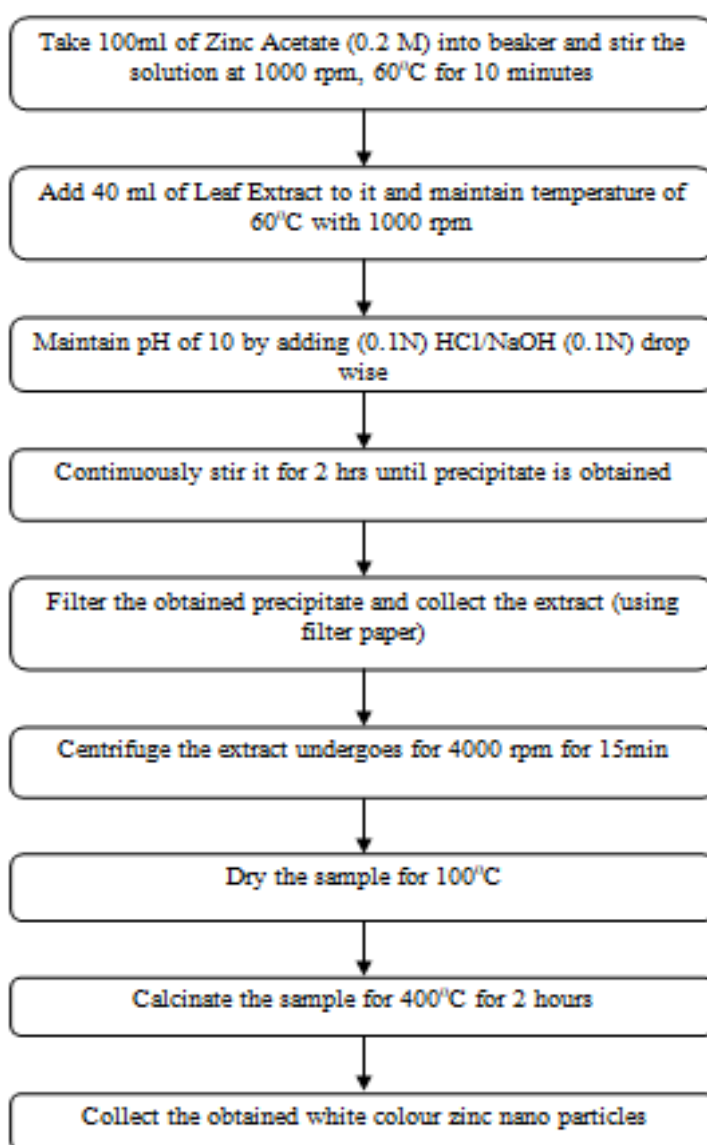 Take 100ml of Zinc Acetate (0.2 M) into beaker and stir the
solution at 1000 rpm, 60⁰C for 10 minutes
Add 40 ml of Leaf Extract to it and maintain temperature of
60⁰C with 1000 rpm
Maintain pH of 10 by adding (0.1N) HCl/NaOH (0.1N) drop
wise
Continuously stir it for 2 hrs until precipitate is obtained
Filter the obtained precipitate and collect the extract (using
filter paper)
Centrifuge the extract undergoes for 4000 rpm for 15min
Dry the sample for 100⁰C
Calcinate the sample for 400⁰C for 2 hours
Collect the obtained white colour zinc nano particles